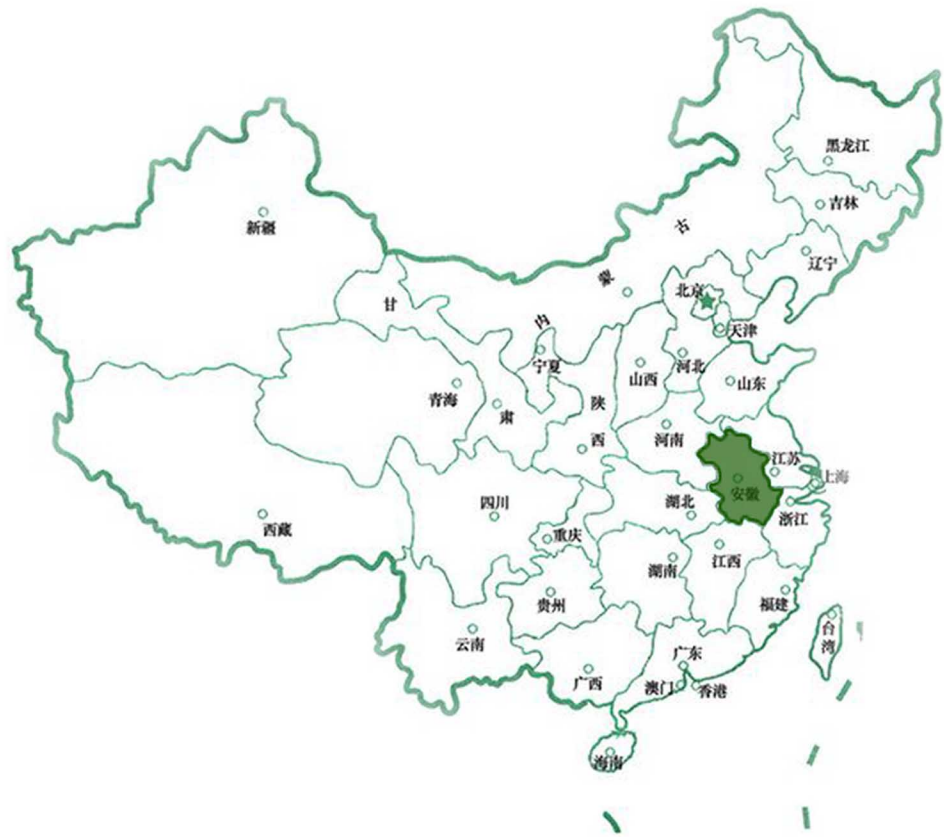 黑龙江
吉林
辽宁
新疆
内蒙古
北京
天津
甘肃
宁夏
山西
河北
山东
青海
陕西
河南
江苏
安徽
上海
西藏
四川
湖北
浙江
重庆
湖南
江西
贵州
福建
云南
台湾
广西
广东
澳门
香港
海南